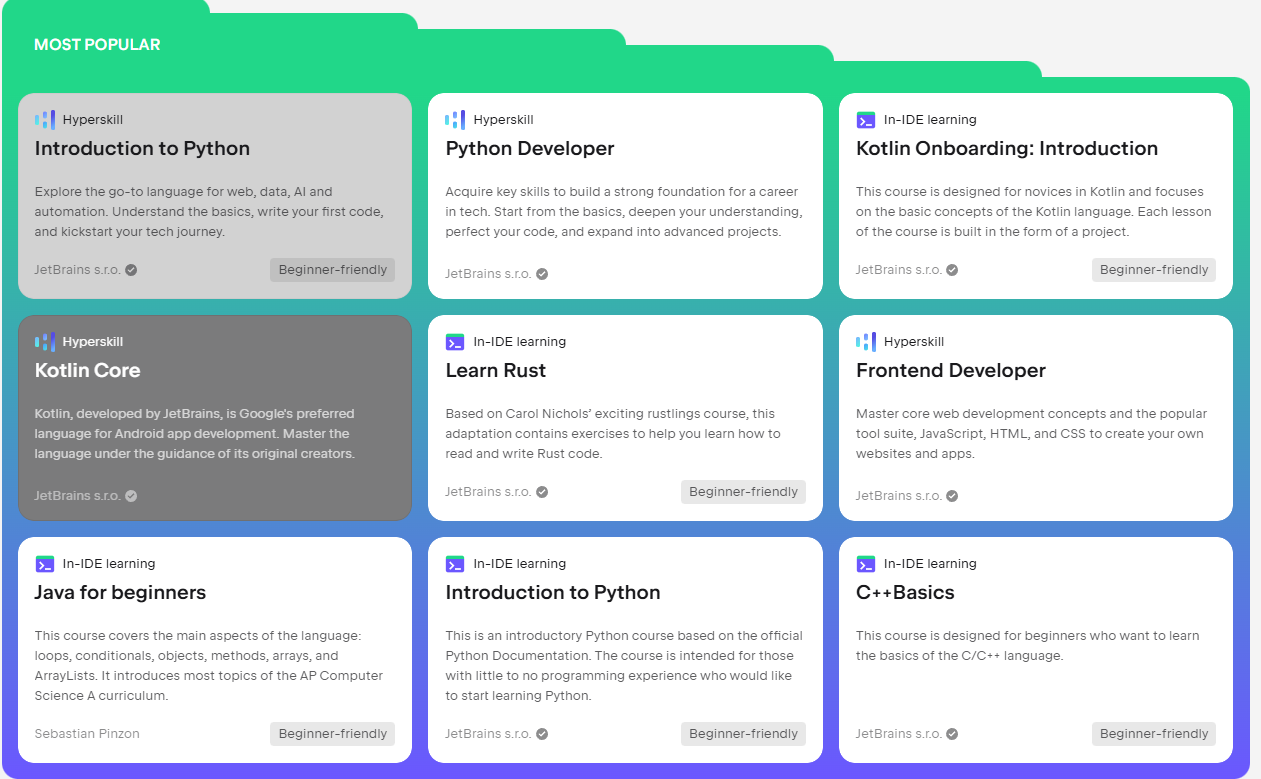 MOST POPULAR
Hyperskill
Introduction to Python
Explore the go-to language for web, data, AI and
automation. Understand the basics, write your first code,
and kickstart your tech journey.
JetBrains s.r.o.
Beginner-friendly
Hyperskill
Python Developer
Acquire key skills to build a strong foundation for a career
in tech. Start from the basics, deepen your understanding,
perfect your code, and expand into advanced projects.
JetBrains s.r.o.
In-IDE learning
Kotlin Onboarding: Introduction
This course is designed for novices in Kotlin and focuses
on the basic concepts of the Kotlin language. Each lesson
of the course is built in the form of a project.
JetBrains s.r.o.
Beginner-friendly
Hyperskill
Kotlin Core
Kotlin, developed by JetBrains, is Google's preferred
language for Android app development. Master the
language under the guidance of its original creators.
JetBrains s.r.o.
In-IDE learning
Learn Rust
Based on Carol Nichols’ exciting rustlings course, this
adaptation contains exercises to help you learn how to
read and write Rust code.
JetBrains s.r.o.
Beginner-friendly
Hyperskill
Frontend Developer
Master core web development concepts and the popular
tool suite, JavaScript, HTML, and CSS to create your own
websites and apps.
JetBrains s.r.o.
In-IDE learning
Java for beginners
This course covers the main aspects of the language:
loops, conditionals, objects, methods, arrays, and
ArrayLists. It introduces most topics of the AP Computer
Science A curriculum.
Sebastian Pinzon
Beginner-friendly
In-IDE learning
Introduction to Python
This is an introductory Python course based on the official
Python Documentation. The course is intended for those
with little to no programming experience who would like
to start learning Python.
JetBrains s.r.o.
Beginner-friendly
In-IDE learning
C++Basics
This course is designed for beginners who want to learn
the basics of the C/C++ language.
JetBrains s.r.o.
Beginner-friendly